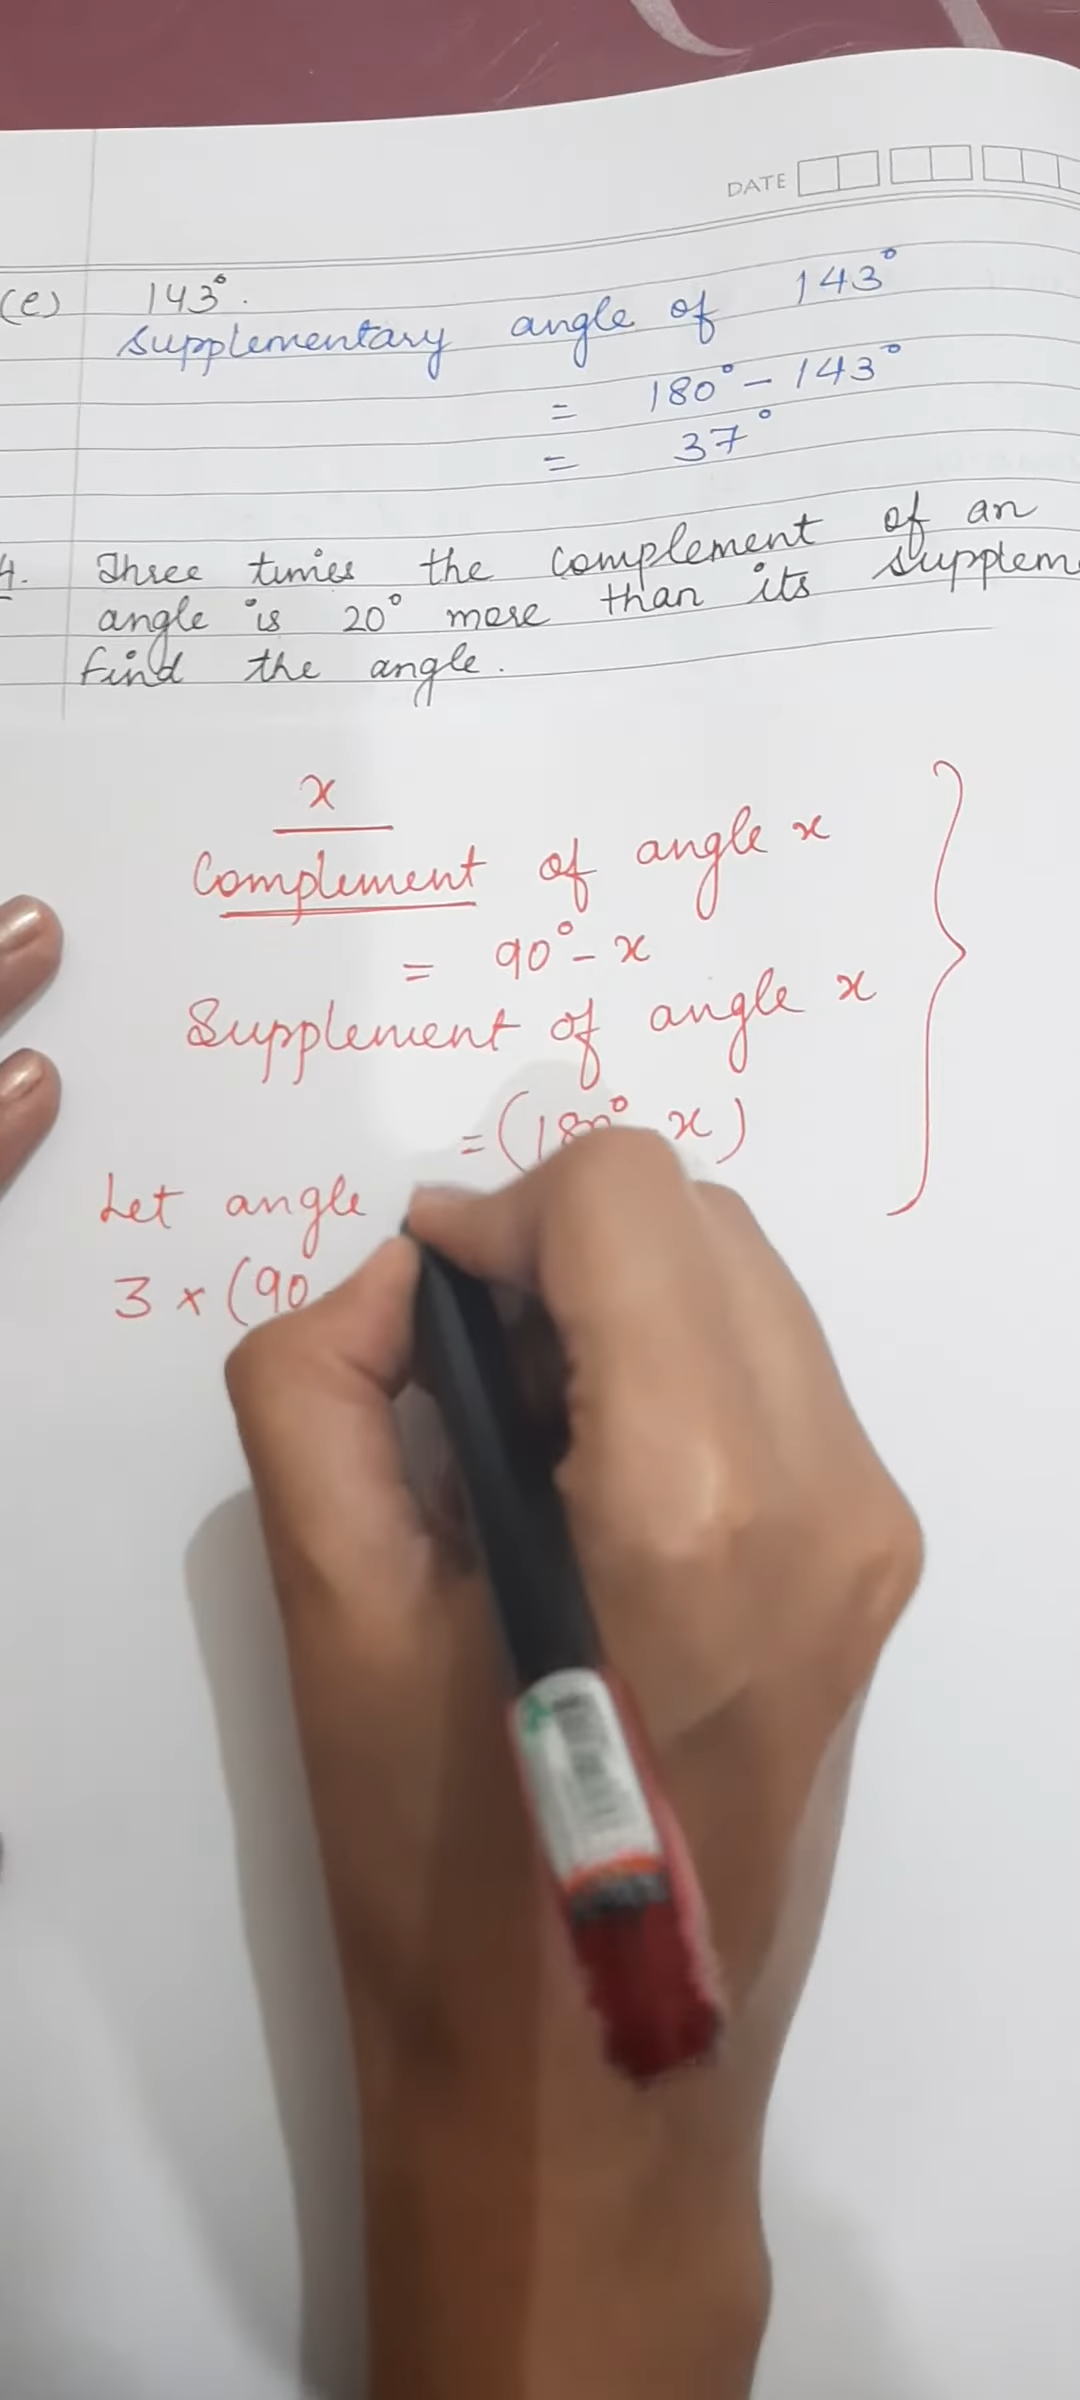 DATE
(e) 143°.
Supplementary angle of 143°
= 180° - 143°
= 37°
4. Three times the complement of an
angle is 20° more than its supplem
find the angle.
x
Complement of angle x
= 90° - x
Supplement of angle x
= (180° x)
Let angle
3 × (90